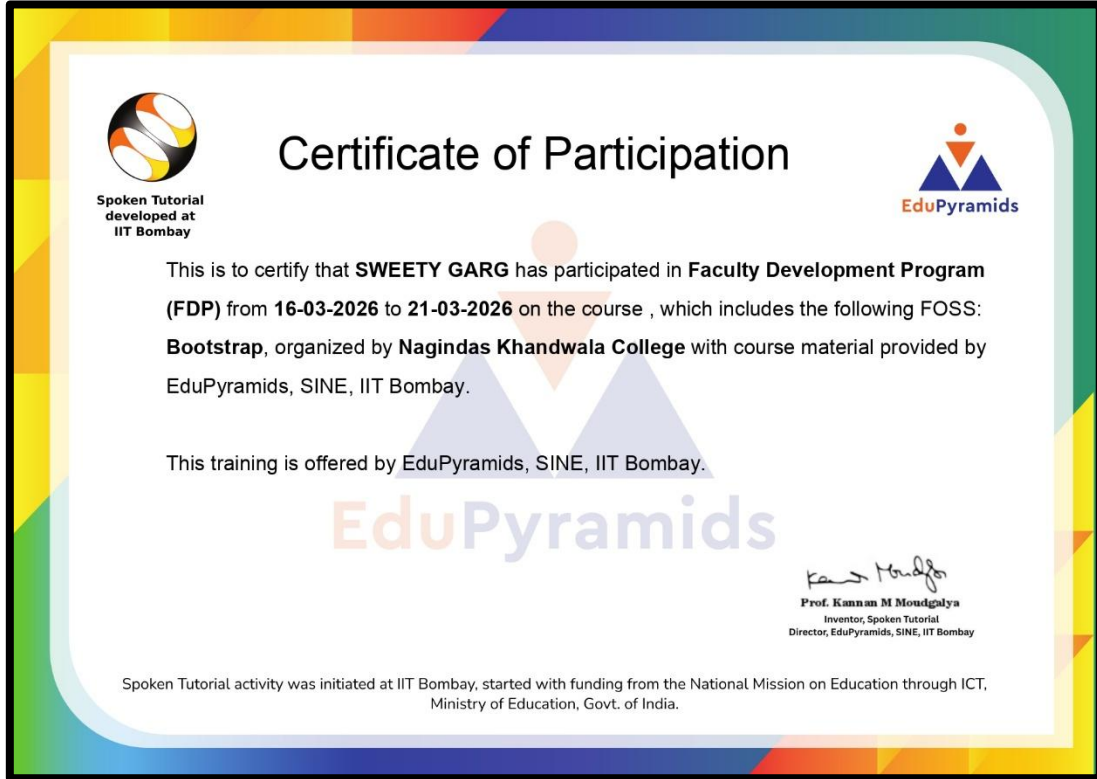 Certificate of Participation
Spoken Tutorial
developed at
IIT Bombay
EduPyramids
This is to certify that SWEETY GARG has participated in Faculty Development Program
(FDP) from 16-03-2026 to 21-03-2026 on the course , which includes the following FOSS:
Bootstrap, organized by Nagindas Khandwala College with course material provided by
EduPyramids, SINE, IIT Bombay.
This training is offered by EduPyramids, SINE, IIT Bombay.
EduPyramids
Prof. Kannan M Moudgalya
Inventor, Spoken Tutorial
Director, EduPyramids, SINE, IIT Bombay
Spoken Tutorial activity was initiated at IIT Bombay, started with funding from the National Mission on Education through ICT,
Ministry of Education, Govt. of India.